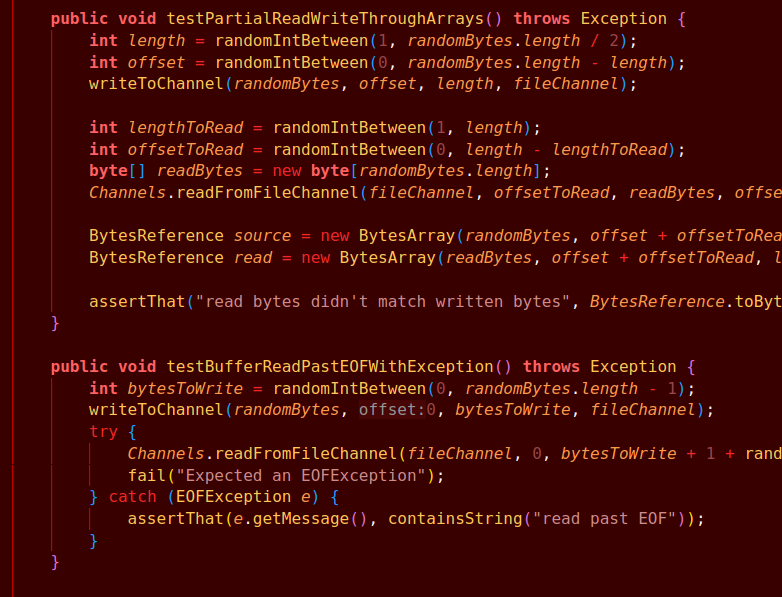 public void testPartialReadWriteThroughArrays() throws Exception {
int length = randomIntBetween(1, randomBytes.length / 2);
int offset = randomIntBetween(0, randomBytes.length - length);
writeToChannel(randomBytes, offset, length, fileChannel);
int lengthToRead = randomIntBetween(1, length);
int offsetToRead = randomIntBetween(0, length - lengthToRead);
byte[] readBytes = new byte[randomBytes.length];
Channels.readFromFileChannel(fileChannel, offsetToRead, readBytes, offse
BytesReference source = new BytesArray(randomBytes, offset + offsetToRea
BytesReference read = new BytesArray(readBytes, offset + offsetToRead, l
assertThat("read bytes didn't match written bytes", BytesReference.toByt
}
public void testBufferReadPastEOFWithException() throws Exception {
int bytesToWrite = randomIntBetween(0, randomBytes.length - 1);
writeToChannel(randomBytes, offset:0, bytesToWrite, fileChannel);
try {
Channels.readFromFileChannel(fileChannel, 0, bytesToWrite + 1 + rand
fail("Expected an EOFException");
} catch (EOFException e) {
assertThat(e.getMessage(), containsString("read past EOF"));
}
}